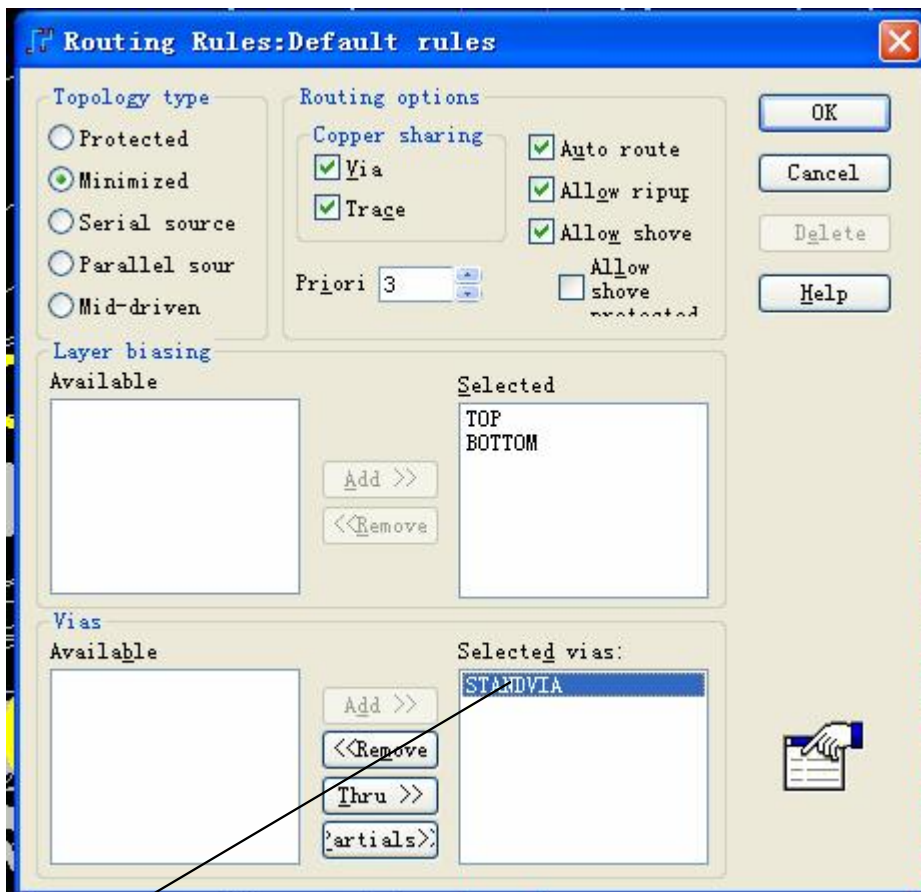 Routing Rules:Default rules
Topology type
Protected
Minimized
Serial source
Parallel sour
Mid-driven
Routing options
Copper sharing
Via
Trace
Auto route
Allow ripup
Allow shove
Allow
shove
protected
Priori 3
OK
Cancel
Delete
Help
Layer biasing
Available
Selected
TOP
BOTTOM
Add >>
<<Remove
Vias
Available
Selected vias:
STANDVIA
Add >>
<<Remove
Thru >>
Partials>>